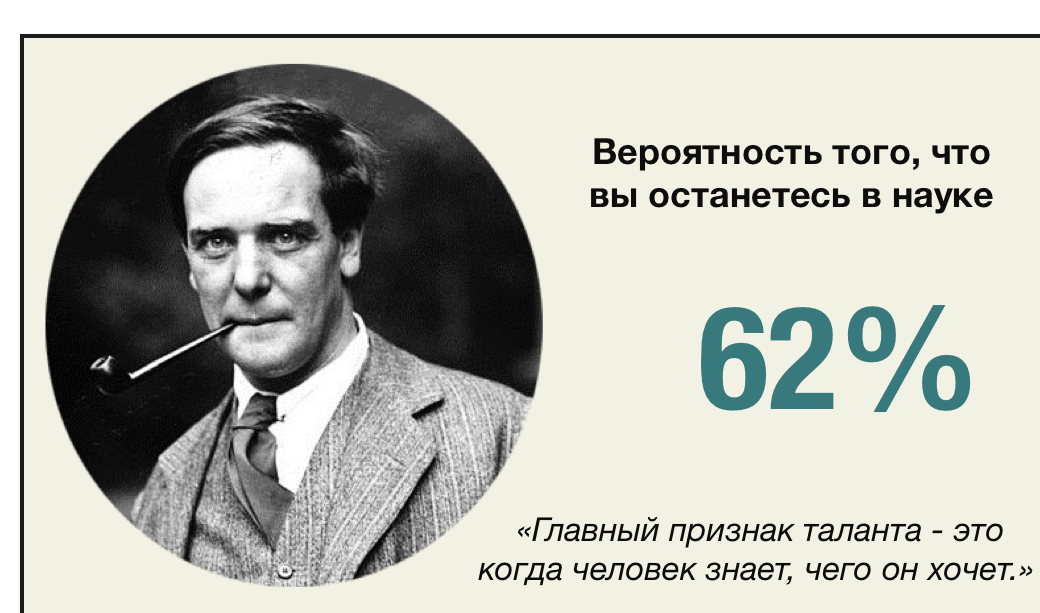 Вероятность того, что
вы останетесь в науке
62%
«Главный признак таланта - это
когда человек знает, чего он хочет.»